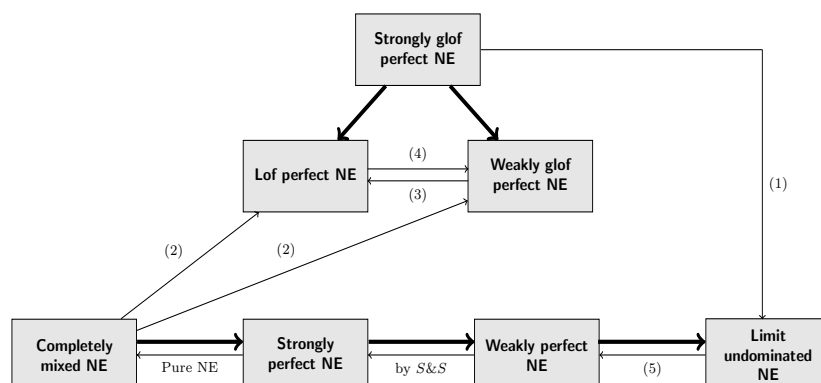 Strongly glof
perfect NE
Lof perfect NE
(4)
(3)
Weakly glof
perfect NE
(1)
(2)
(2)
Completely
mixed NE
Pure NE
Strongly
perfect NE
by S&S
Weakly perfect
NE
(5)
Limit
undominated
NE